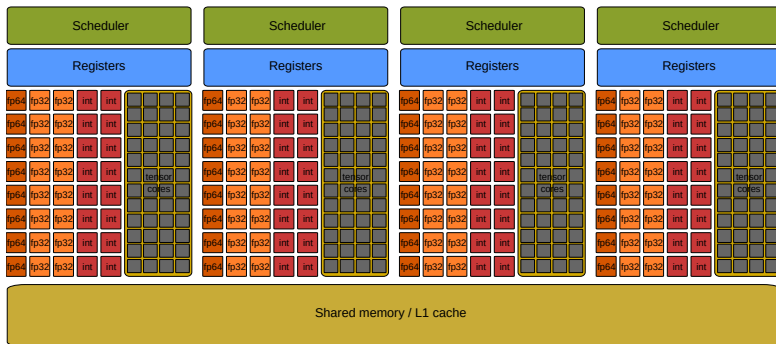 Scheduler Scheduler Scheduler Scheduler
Registers Registers Registers Registers
fp64 fp32 fp32 int int fp64 fp32 fp32 int int fp64 fp32 fp32 int int fp64 fp32 fp32 int int
fp64 fp32 fp32 int int fp64 fp32 fp32 int int fp64 fp32 fp32 int int fp64 fp32 fp32 int int
fp64 fp32 fp32 int int fp64 fp32 fp32 int int fp64 fp32 fp32 int int fp64 fp32 fp32 int int
fp64 fp32 fp32 int int fp64 fp32 fp32 int int fp64 fp32 fp32 int int fp64 fp32 fp32 int int
tensor tensor tensor tensor
cores cores cores cores
fp64 fp32 fp32 int int fp64 fp32 fp32 int int fp64 fp32 fp32 int int fp64 fp32 fp32 int int
fp64 fp32 fp32 int int fp64 fp32 fp32 int int fp64 fp32 fp32 int int fp64 fp32 fp32 int int
fp64 fp32 fp32 int int fp64 fp32 fp32 int int fp64 fp32 fp32 int int fp64 fp32 fp32 int int
fp64 fp32 fp32 int int fp64 fp32 fp32 int int fp64 fp32 fp32 int int fp64 fp32 fp32 int int
Shared memory / L1 cache